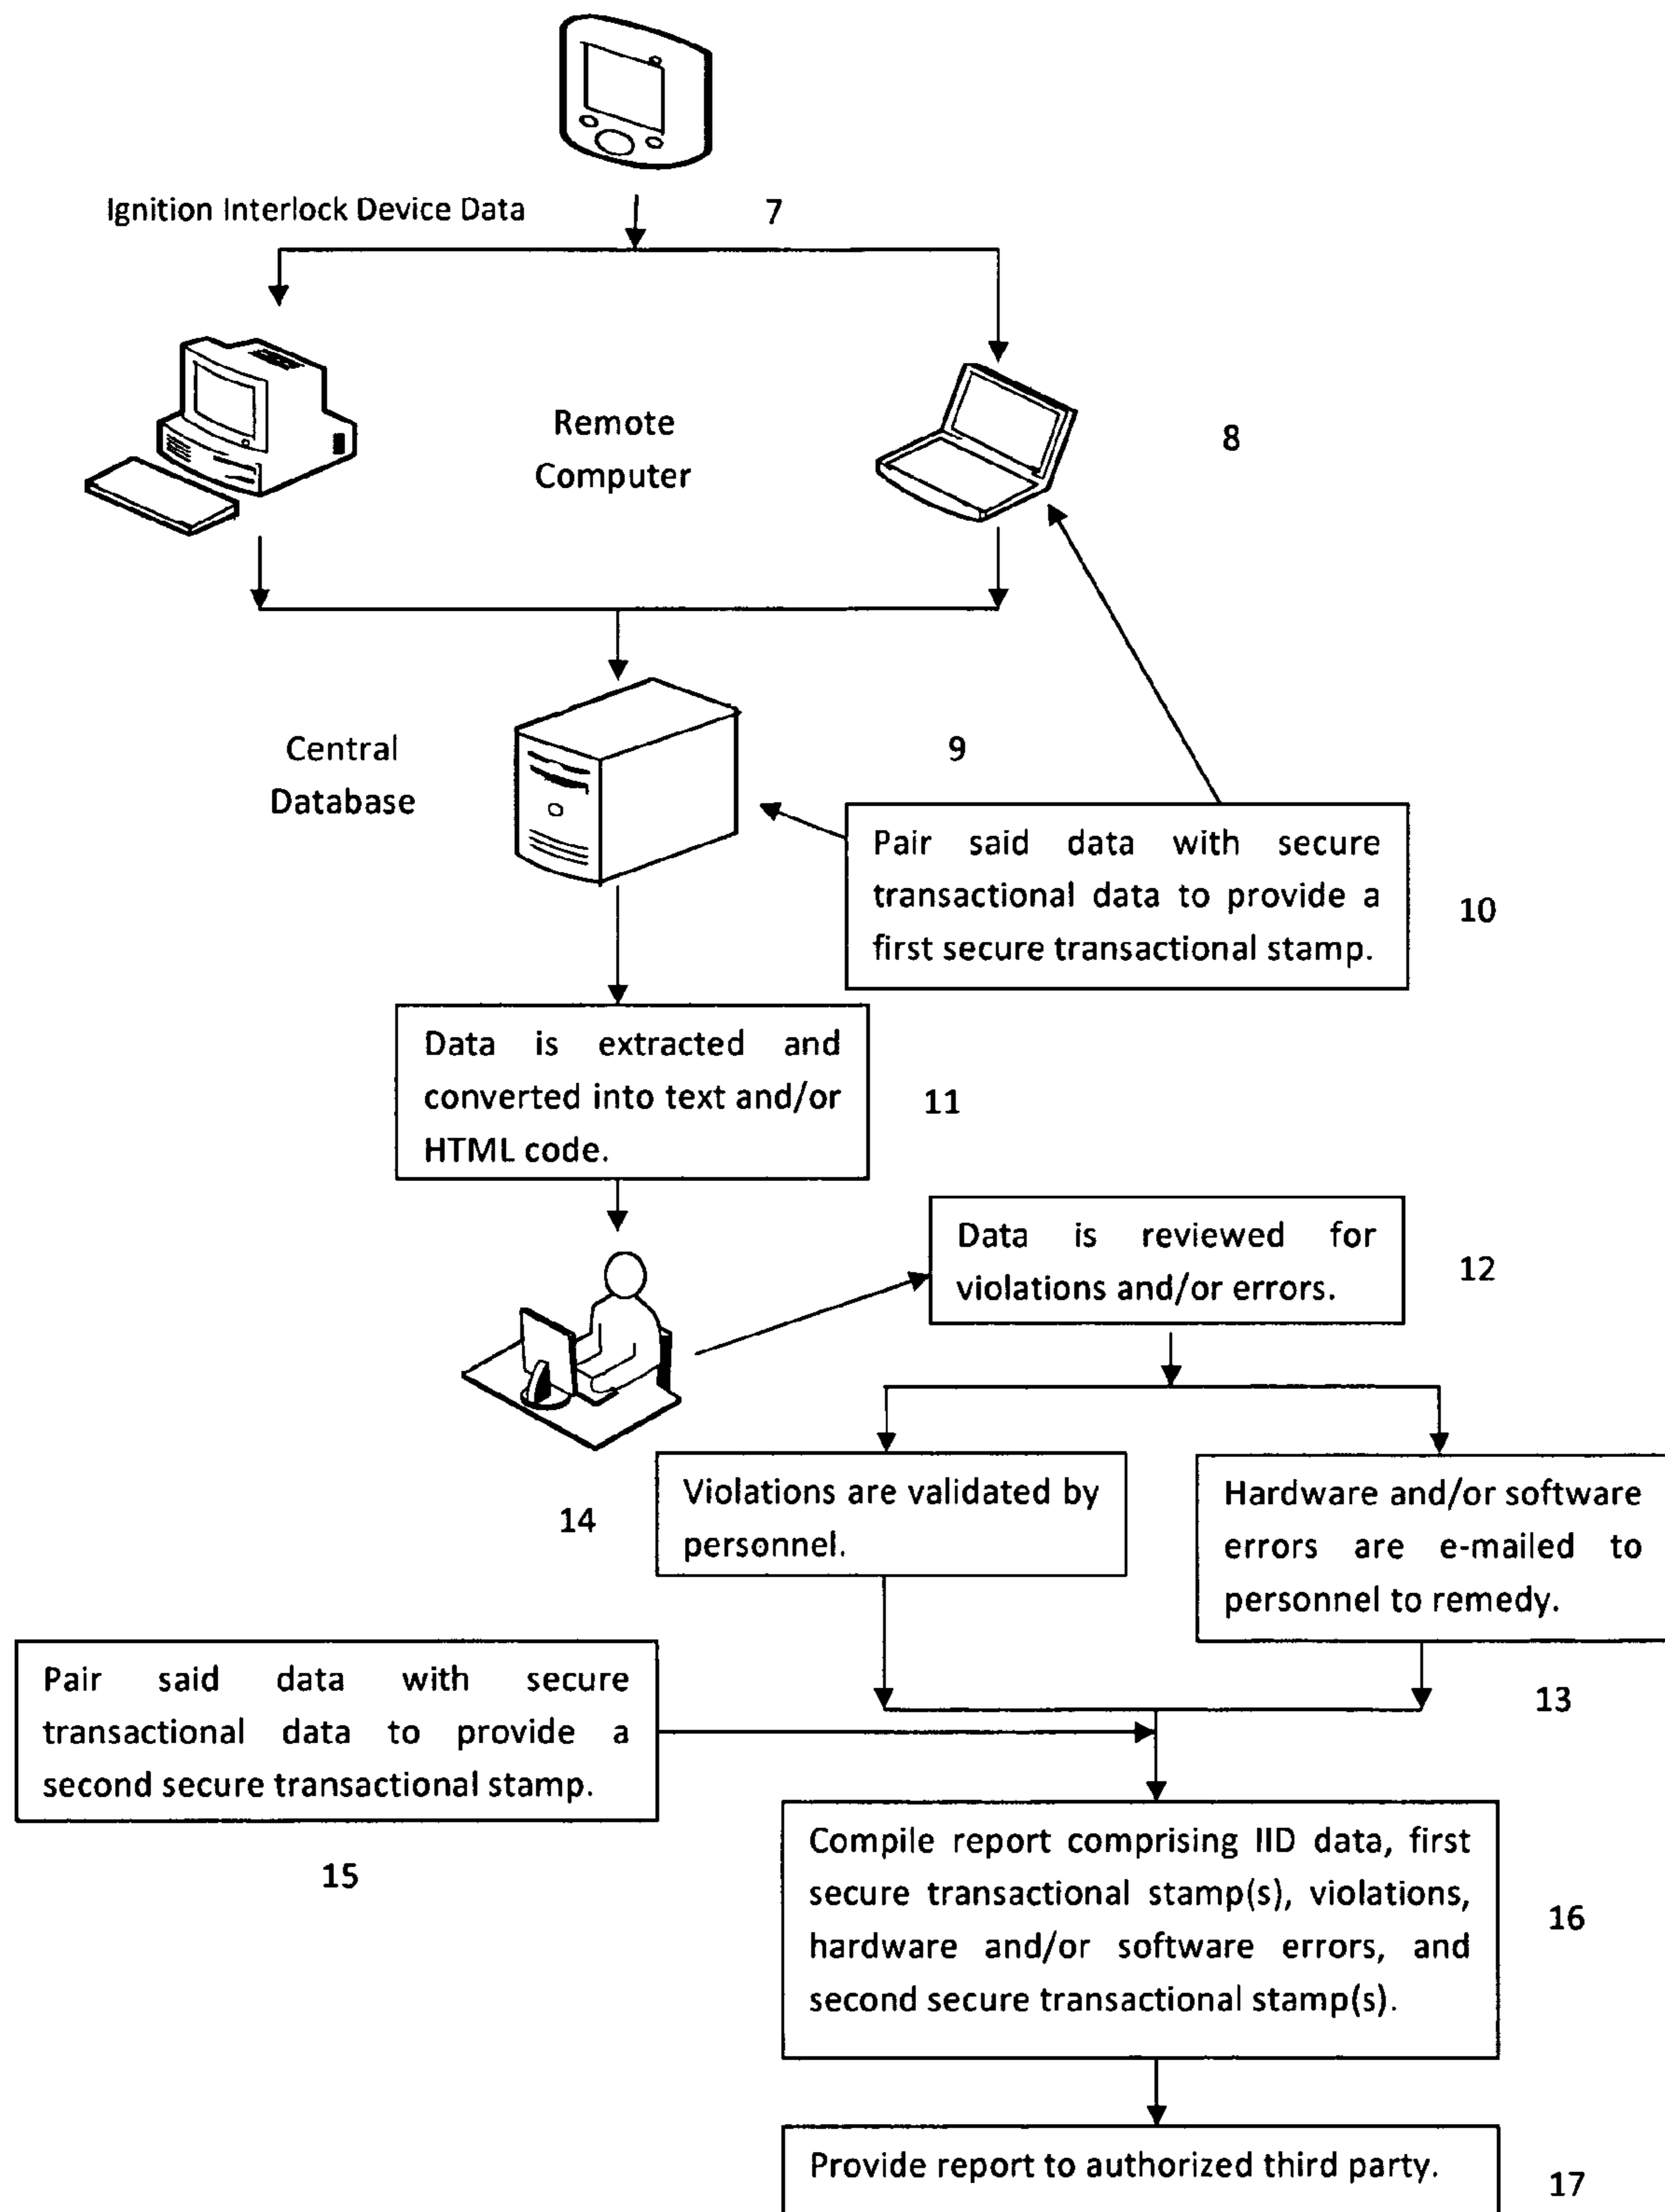 Ignition Interlock Device Data
7
Remote
Computer
8
Central
Database
9
Pair said data with secure
transactional data to provide a
first secure transactional stamp.
10
Data is extracted and
converted into text and/or
HTML code.
11
Data is reviewed for
violations and/or errors.
12
Violations are validated by
personnel.
14
Hardware and/or software
errors are e-mailed to
personnel to remedy.
13
Pair said data with secure
transactional data to provide a
second secure transactional stamp.
15
Compile report comprising IID data, first
secure transactional stamp(s), violations,
hardware and/or software errors, and
second secure transactional stamp(s).
16
Provide report to authorized third party.
17